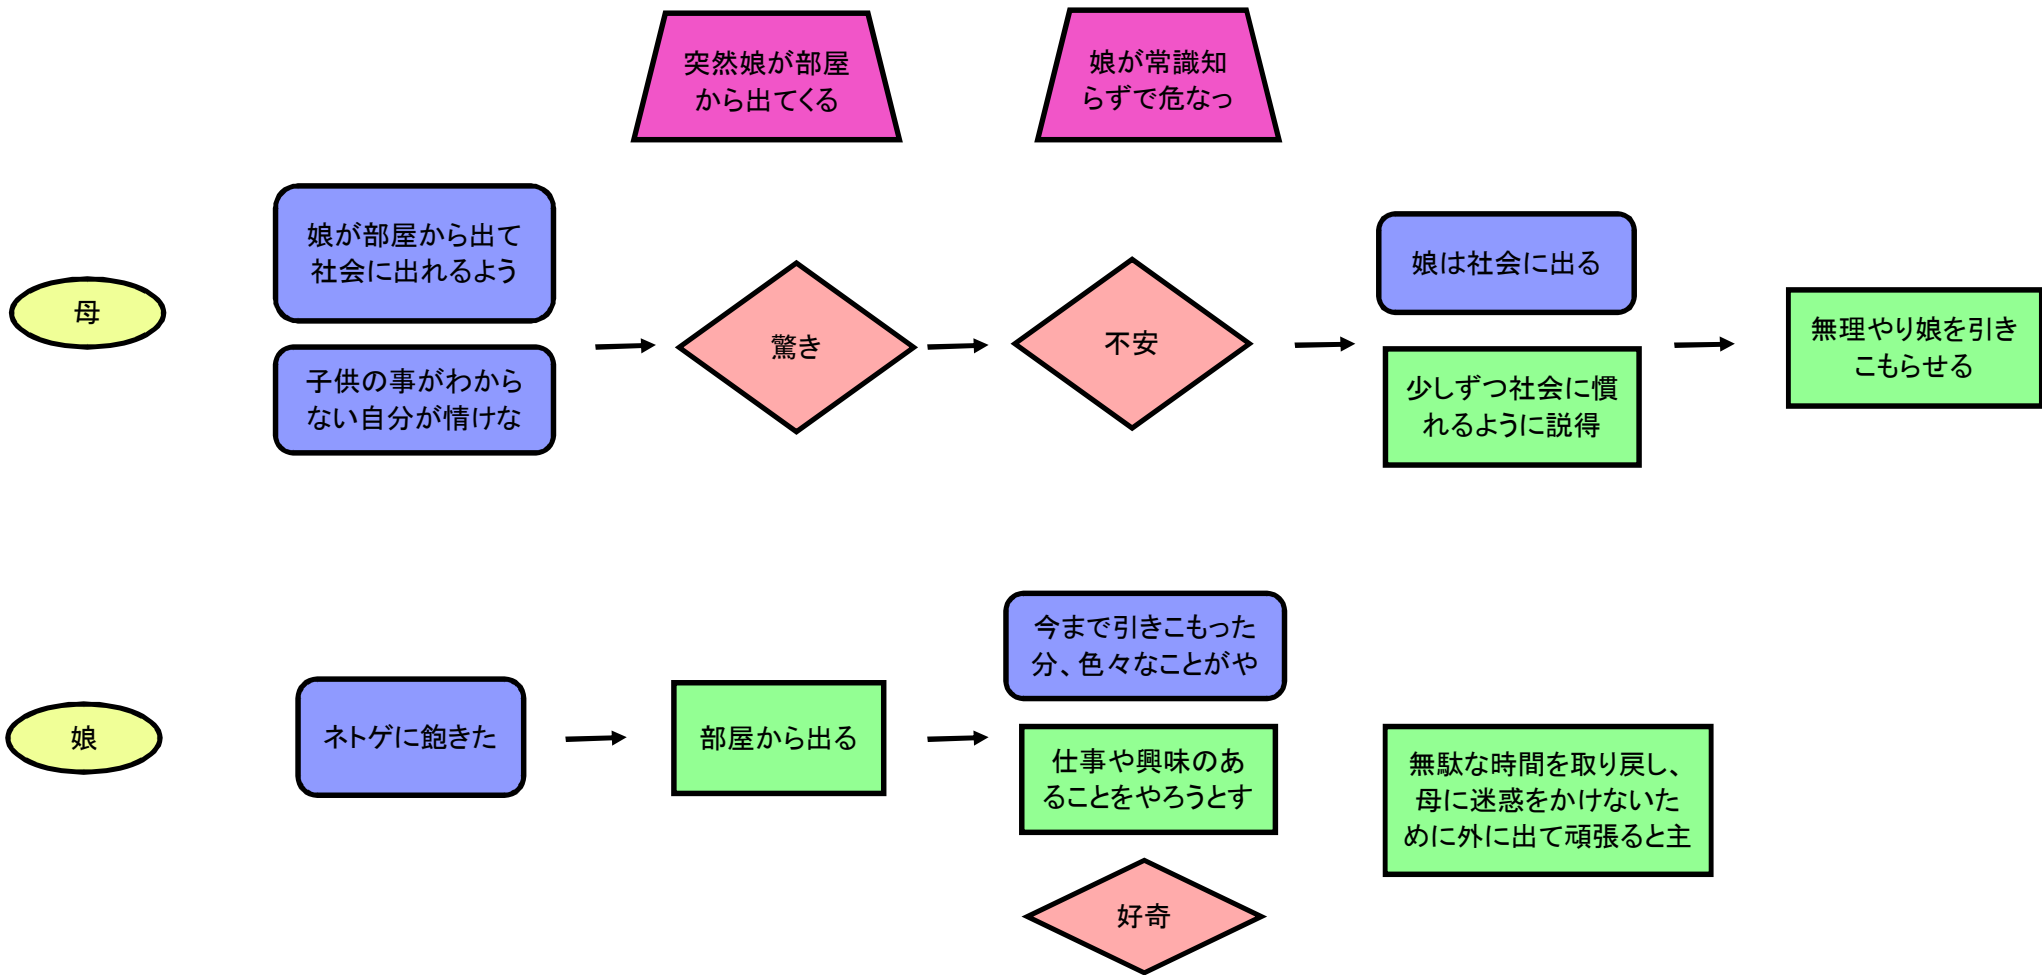 突然娘が部屋
から出てくる
娘が常識知
らずで危なっ
母
娘が部屋から出て
社会に出れるよう
子供の事がわから
ない自分が情けな
驚き
不安
娘は社会に出る
少しずつ社会に慣
れるように説得
無理やり娘を引き
こもらせる
娘
ネトゲに飽きた
部屋から出る
今まで引きこもった
分、色々なことがや
仕事や興味のあ
ることをやろうとす
好奇
無駄な時間を取り戻し、
母に迷惑をかけないた
めに外に出て頑張ると主